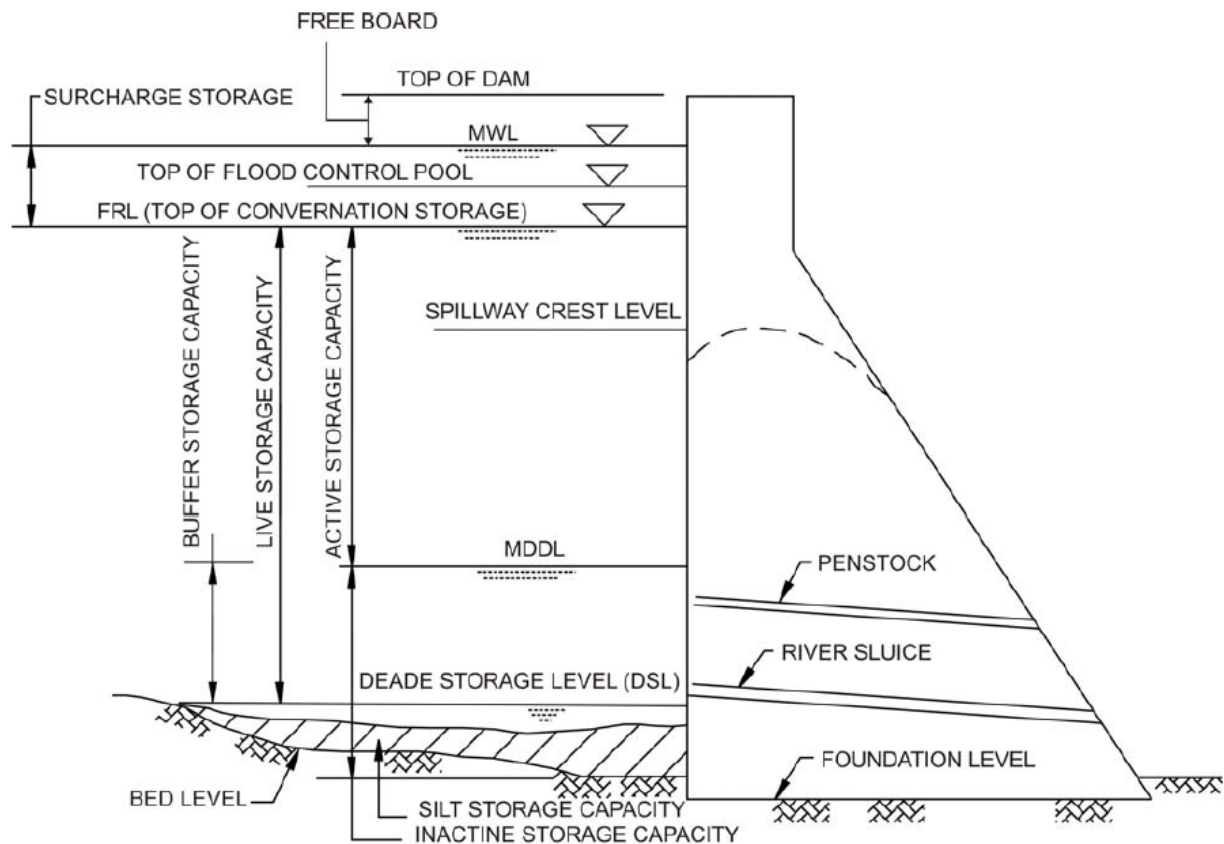 FREE BOARD
TOP OF DAM
SURCHARGE STORAGE
MWL
TOP OF FLOOD CONTROL POOL
FRL (TOP OF CONVERNATION STORAGE)
BUFFER STORAGE CAPACITY
LIVE STORAGE CAPACITY
ACTIVE STORAGE CAPACITY
SPILLWAY CREST LEVEL
MDDL
PENSTOCK
RIVER SLUICE
DEADE STORAGE LEVEL (DSL)
FOUNDATION LEVEL
BED LEVEL
SILT STORAGE CAPACITY
INACTINE STORAGE CAPACITY